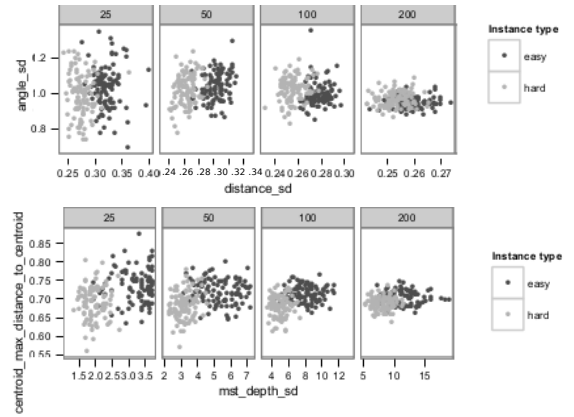 25 50 100 200
angle_sd
1.2
1.0
0.8
0.25 0.30 0.35 0.40 .24 0.26 0.28 0.30 0.32 0.34 0.24 0.26 0.28 0.30 0.25 0.26 0.27
distance_sd
Instance type
easy
hard
25 50 100 200
centroid_max_distance_to_centroid
0.85
0.80
0.75
0.70
0.65
0.60
0.55
1.5 2.0 2.5 3.0 3.5 2 3 4 5 6 7 4 6 8 10 12 5 10 15
mst_depth_sd
Instance type
easy
hard